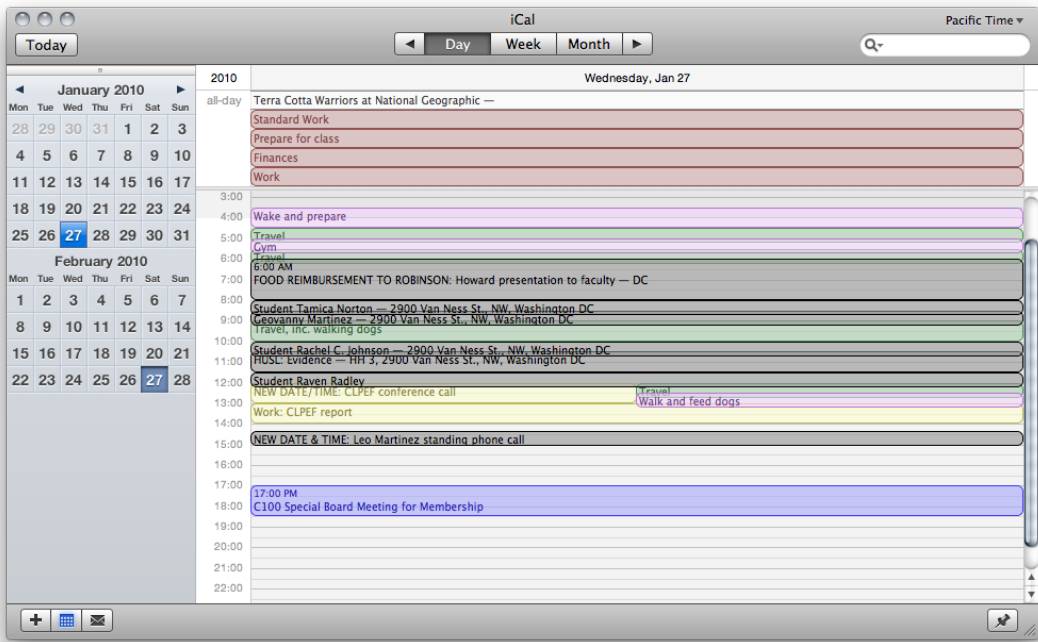 iCal
Pacific Time
Today
Day Week Month
January 2010
Mon Tue Wed Thu Fri Sat Sun
28 29 30 31 1 2 3
4 5 6 7 8 9 10
11 12 13 14 15 16 17
18 19 20 21 22 23 24
25 26 27 28 29 30 31
February 2010
Mon Tue Wed Thu Fri Sat Sun
1 2 3 4 5 6 7
8 9 10 11 12 13 14
15 16 17 18 19 20 21
22 23 24 25 26 27 28
2010 Wednesday, Jan 27
all-day Terra Cotta Warriors at National Geographic —
Standard Work
Prepare for class
Finances
Work
3:00
4:00 Wake and prepare
5:00 Travel
Gym
6:00 Travel
6:00 AM
7:00 FOOD REIMBURSEMENT TO ROBINSON: Howard presentation to faculty — DC
8:00
Student Tamica Norton — 2900 Van Ness St., NW, Washington DC
9:00 Geovanny Martinez — 2900 Van Ness St., NW, Washington DC
Travel, inc. walking dogs
10:00
Student Rachel C. Johnson — 2900 Van Ness St., NW, Washington DC
11:00 HUSL: Evidence — HH 3, 2900 Van Ness St., NW, Washington DC
12:00 Student Raven Radley
NEW DATE/TIME: CLPEF conference call Travel
13:00 Walk and feed dogs
Work: CLPEF report
14:00
15:00 NEW DATE & TIME: Leo Martinez standing phone call
16:00
17:00
17:00 PM
18:00 C100 Special Board Meeting for Membership
19:00
20:00
21:00
22:00